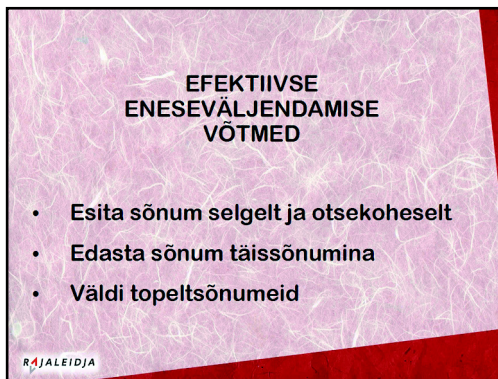 EFEKTIIVSE
ENESEVÄLJENDAMISE
VÕTMED
• Esita sõnum selgelt ja otsekoheselt
• Edasta sõnum täissõnumina
• Väldi topeltsõnumeid
RAJALEIDJA